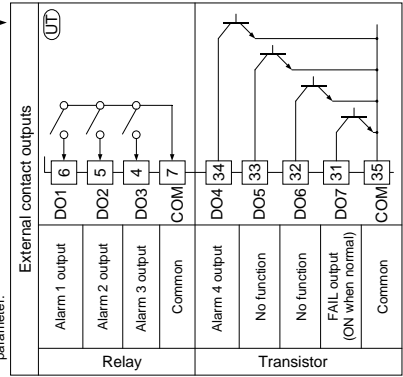 parameter.
External contact outputs
Relay
Alarm 1 output DO1 6
Alarm 2 output DO2 5
Alarm 3 output DO3 4
Common COM 7
UT
Transistor
Alarm 4 output DO4 34
No function DO5 33
No function DO6 32
FAIL output
(ON when normal) DO7 31
Common COM 35